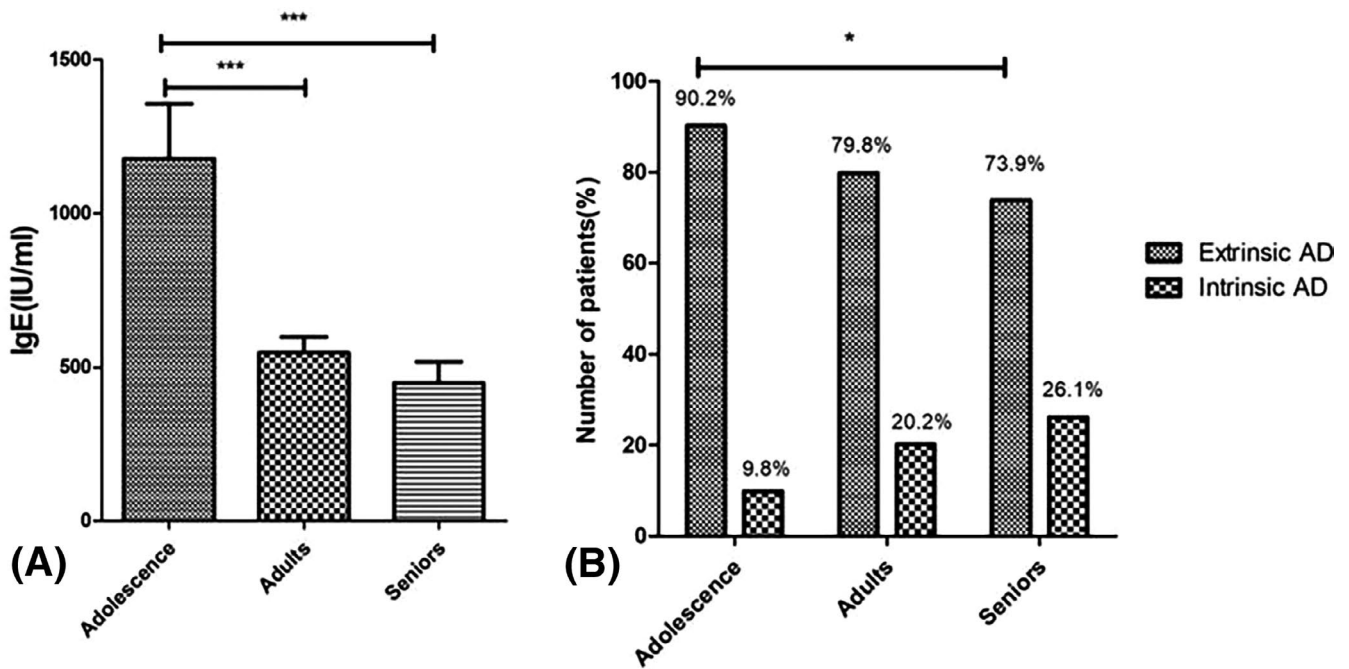 ***
***
1500
1000
500
0
IgE(IU/ml)
Adolescence
Adults
Seniors
(A)
*
100
80
60
40
20
0
Number of patients(%)
90.2%
9.8%
79.8%
20.2%
73.9%
26.1%
Adolescence
Adults
Seniors
(B)
Extrinsic AD
Intrinsic AD